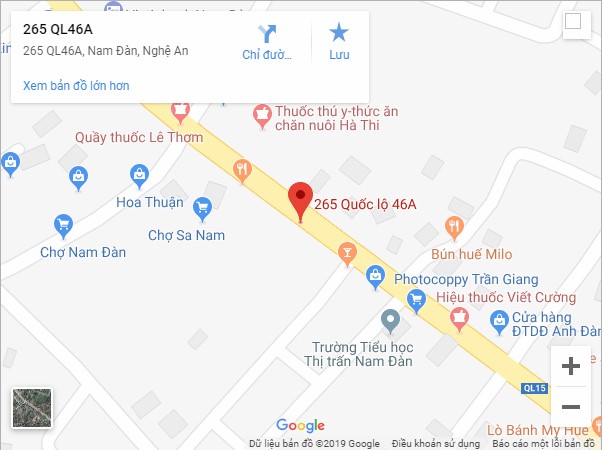 265 QL46A
265 QL46A, Nam Đàn, Nghệ An
Chỉ đườ...
Lưu
Xem bản đồ lớn hơn
Thuốc thú y-thức ăn
chăn nuôi Hà Thi
Quầy thuốc Lê Thơm
Hoa Thuận
265 Quốc lộ 46A
Chợ Sa Nam
Chợ Nam Đàn
Bún huế Milo
Photocoppy Trần Giang
Hiệu thuốc Viết Cường
Cửa hàng
ĐTDĐ Anh Đàn
Trường Tiểu học
Thị trấn Nam Đàn
QL15
Lò Bánh My Hue
Google
Dữ liệu bản đồ ©2019 Google
Điều khoản sử dụng
Báo cáo một lỗi bản đồ